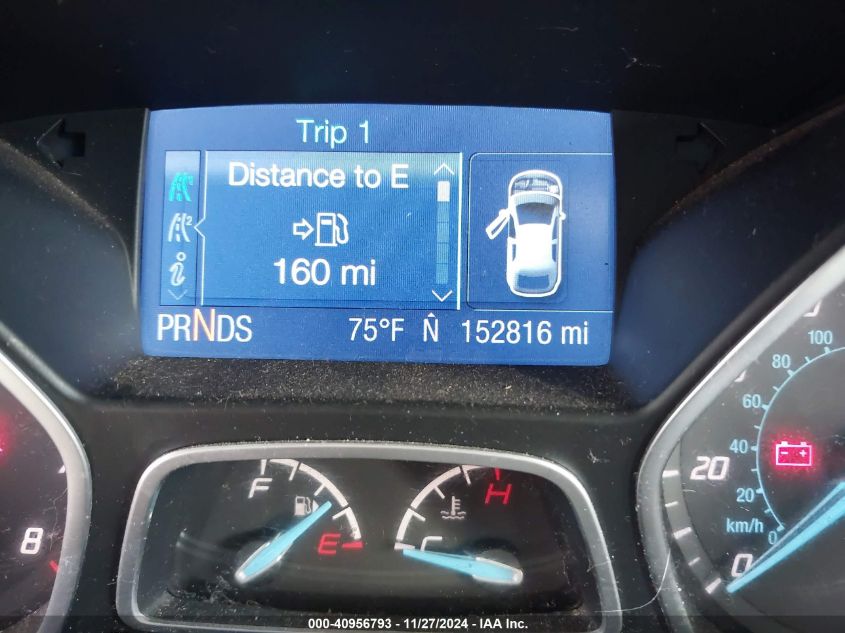 Trip 1
Distance to E
2
i
160 mi
PRNDS 75°F N̂ 152816 mi
F E
C H
8
100
80
60
40
20
km/h
0
20
0
000-40956793 - 11/27/2024 - IAA Inc.